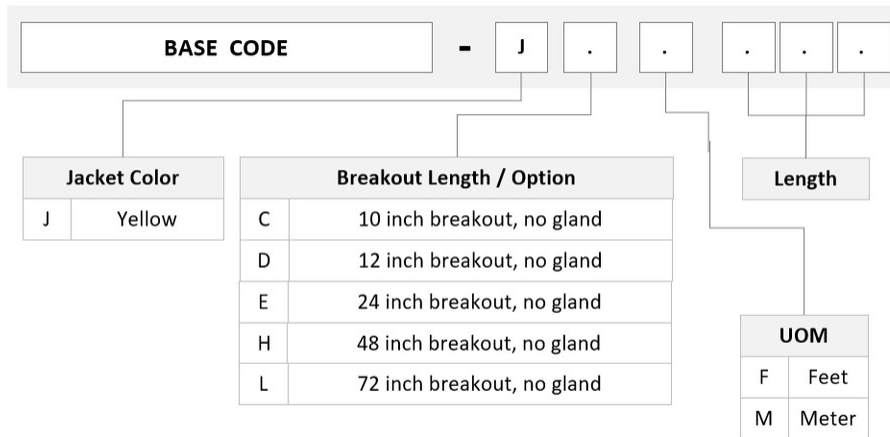 BASE CODE - J . . . . .
Jacket Color
J Yellow
Breakout Length / Option
C 10 inch breakout, no gland
D 12 inch breakout, no gland
E 24 inch breakout, no gland
H 48 inch breakout, no gland
L 72 inch breakout, no gland
Length
UOM
F Feet
M Meter